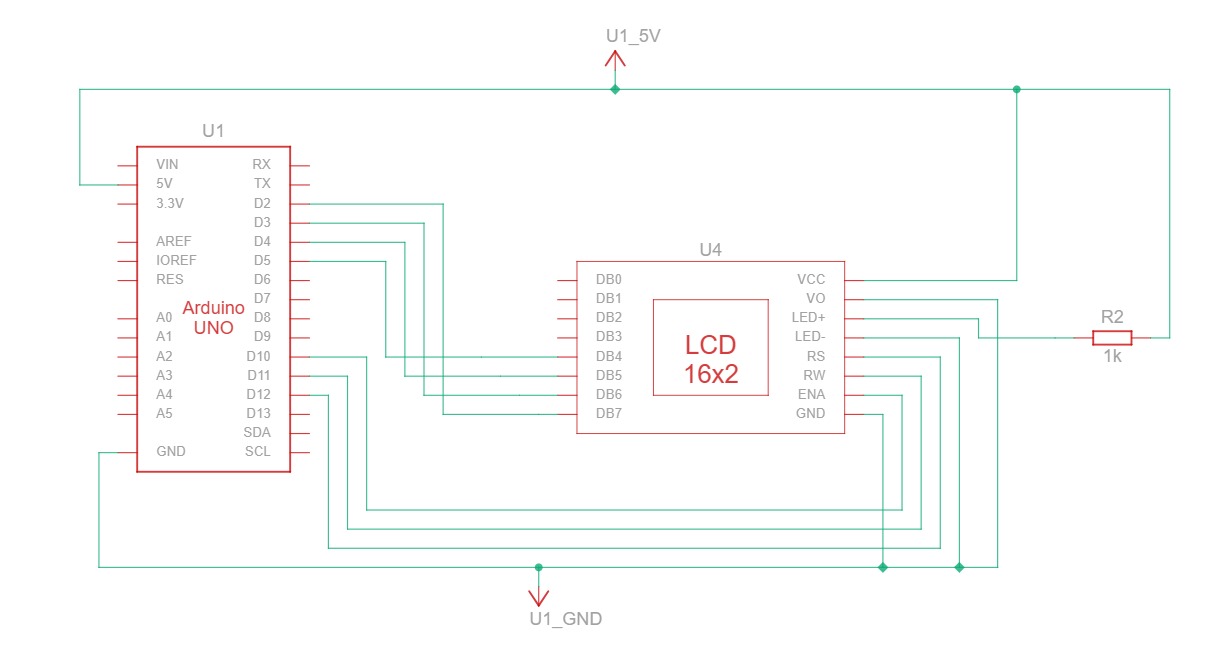 U1_5V
U1
VIN RX
5V TX
3.3V D2
D3
AREF D4
IOREF D5
RES D6
D7
Arduino
UNO
A0 D8
A1 D9
A2 D10
A3 D11
A4 D12
A5 D13
SDA
GND SCL
U4
DB0 VCC
DB1 VO
DB2 LED+
DB3 LED-
DB4 RS
DB5 RW
DB6 ENA
DB7 GND
LCD
16x2
R2
1k
U1_GND